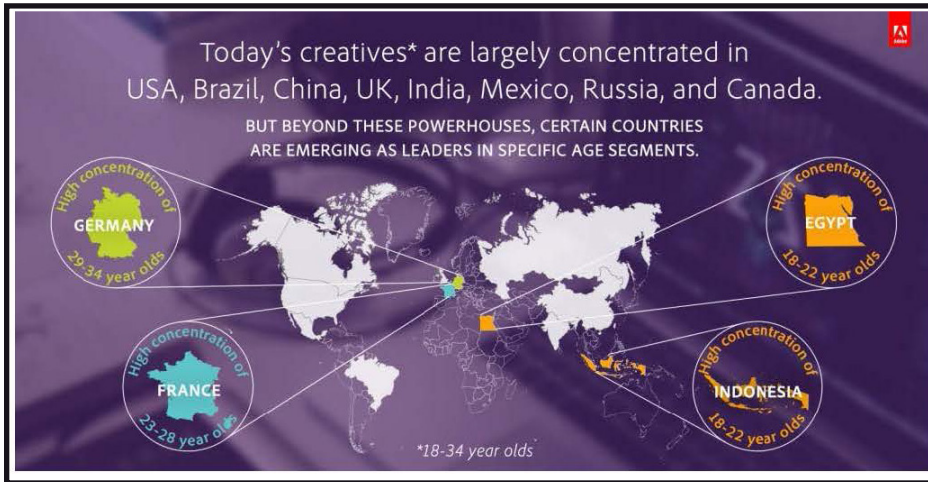 Today's creatives* are largely concentrated in
USA, Brazil, China, UK, India, Mexico, Russia, and Canada.
BUT BEYOND THESE POWERHOUSES, CERTAIN COUNTRIES
ARE EMERGING AS LEADERS IN SPECIFIC AGE SEGMENTS.
Adobe
High concentration of
GERMANY
29-34 year olds
High concentration of
EGYPT
18-22 year olds
High concentration of
FRANCE
23-28 year olds
High concentration of
INDONESIA
18-22 year olds
*18-34 year olds